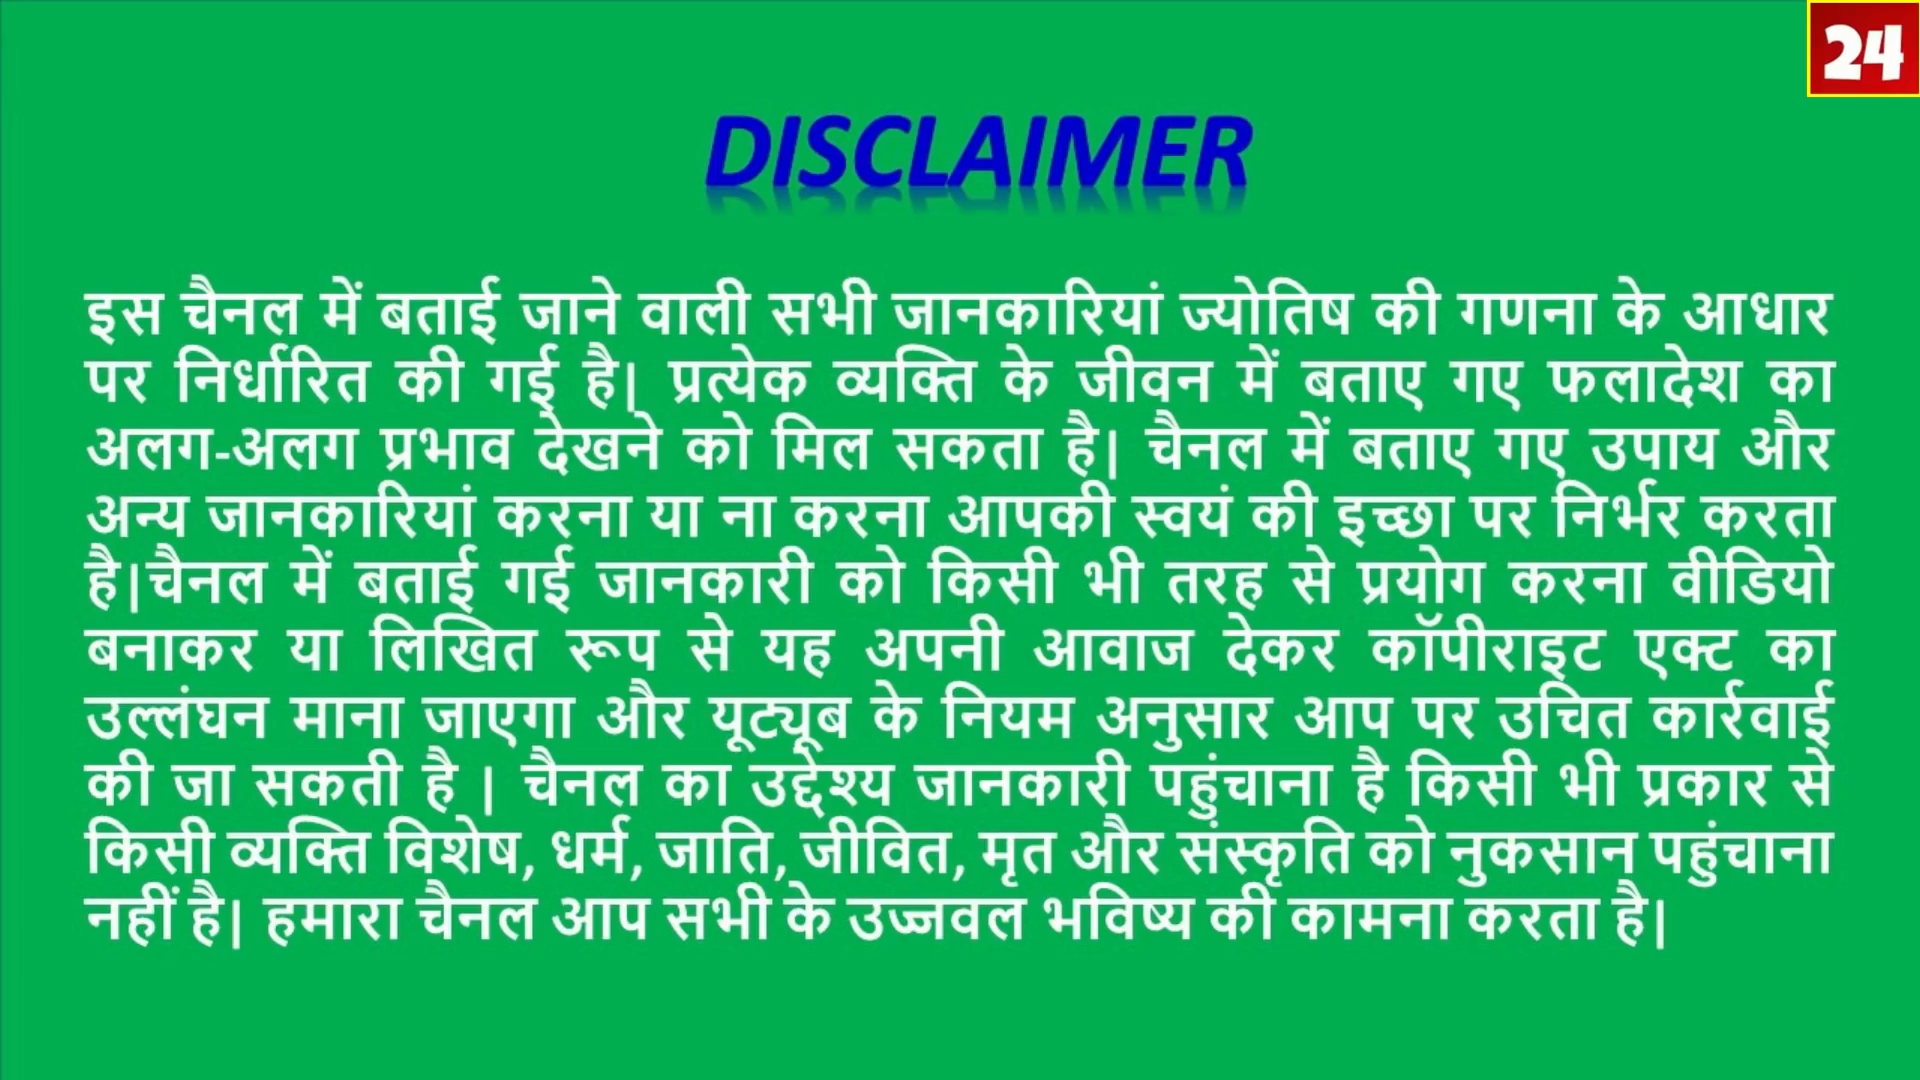 24
DISCLAIMER
इस चैनल में बताई जाने वाली सभी जानकारियां ज्योतिष की गणना के आधार
पर निर्धारित की गई है| प्रत्येक व्यक्ति के जीवन में बताए गए फलादेश का
अलग-अलग प्रभाव देखने को मिल सकता है| चैनल में बताए गए उपाय और
अन्य जानकारियां करना या ना करना आपकी स्वयं की इच्छा पर निर्भर करता
है|चैनल में बताई गई जानकारी को किसी भी तरह से प्रयोग करना वीडियो
बनाकर या लिखित रूप से यह अपनी आवाज देकर कॉपीराइट एक्ट का
उल्लंघन माना जाएगा और यूट्यूब के नियम अनुसार आप पर उचित कार्रवाई
की जा सकती है | चैनल का उद्देश्य जानकारी पहुंचाना है किसी भी प्रकार से
किसी व्यक्ति विशेष, धर्म, जाति, जीवित, मृत और संस्कृति को नुकसान पहुंचाना
नहीं है| हमारा चैनल आप सभी के उज्जवल भविष्य की कामना करता है|